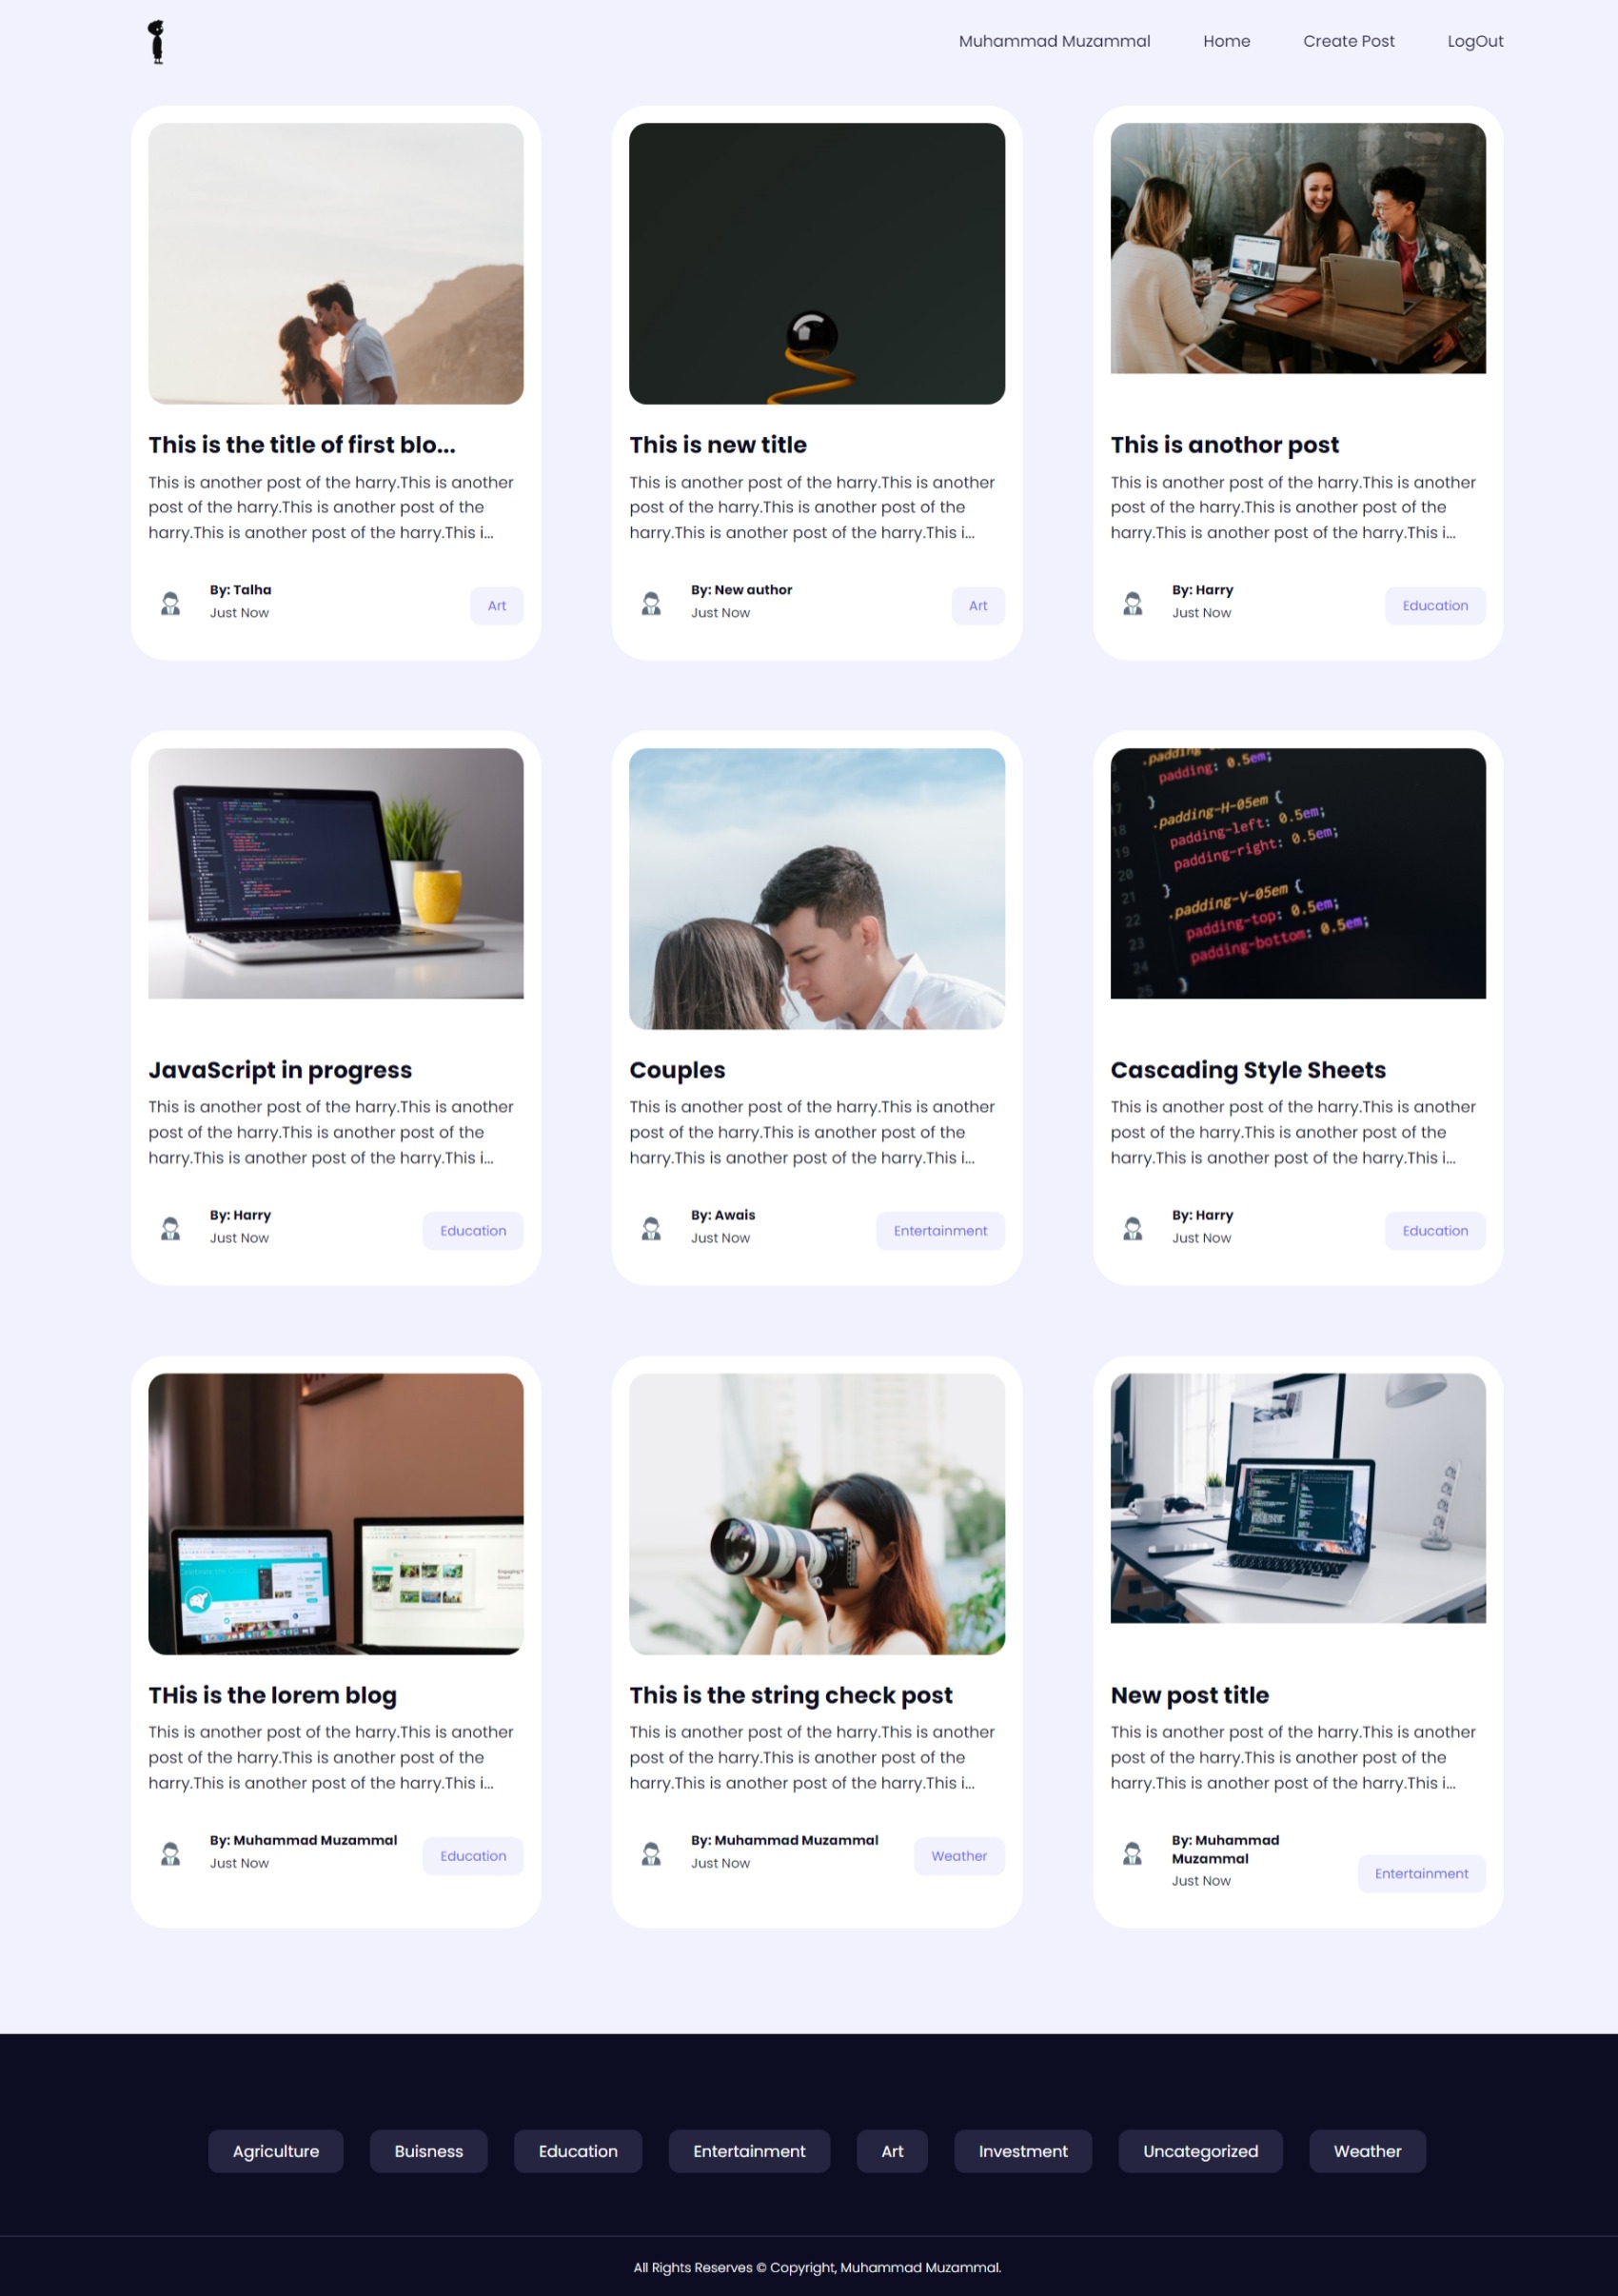 Muhammad Muzammal Home Create Post LogOut
This is the title of first blo...
This is another post of the harry.This is another
post of the harry.This is another post of the
harry.This is another post of the harry.This i...
By: Talha
Just Now
Art
This is new title
This is another post of the harry.This is another
post of the harry.This is another post of the
harry.This is another post of the harry.This i...
By: New author
Just Now
Art
This is anothor post
This is another post of the harry.This is another
post of the harry.This is another post of the
harry.This is another post of the harry.This i...
By: Harry
Just Now
Education
JavaScript in progress
This is another post of the harry.This is another
post of the harry.This is another post of the
harry.This is another post of the harry.This i...
By: Harry
Just Now
Education
Couples
This is another post of the harry.This is another
post of the harry.This is another post of the
harry.This is another post of the harry.This i...
By: Awais
Just Now
Entertainment
.padding
padding: 0.5em;
17 }
18 .padding-H-05em {
19 padding-left: 0.5em;
20 padding-right: 0.5em;
21 }
22 .padding-V-05em {
23 padding-top: 0.5em;
24 padding-bottom: 0.5em;
25 }
Cascading Style Sheets
This is another post of the harry.This is another
post of the harry.This is another post of the
harry.This is another post of the harry.This i...
By: Harry
Just Now
Education
THis is the lorem blog
This is another post of the harry.This is another
post of the harry.This is another post of the
harry.This is another post of the harry.This i...
By: Muhammad Muzammal
Just Now
Education
This is the string check post
This is another post of the harry.This is another
post of the harry.This is another post of the
harry.This is another post of the harry.This i...
By: Muhammad Muzammal
Just Now
Weather
New post title
This is another post of the harry.This is another
post of the harry.This is another post of the
harry.This is another post of the harry.This i...
By: Muhammad
Muzammal
Just Now
Entertainment
Agriculture Buisness Education Entertainment Art Investment Uncategorized Weather
All Rights Reserves © Copyright, Muhammad Muzammal.